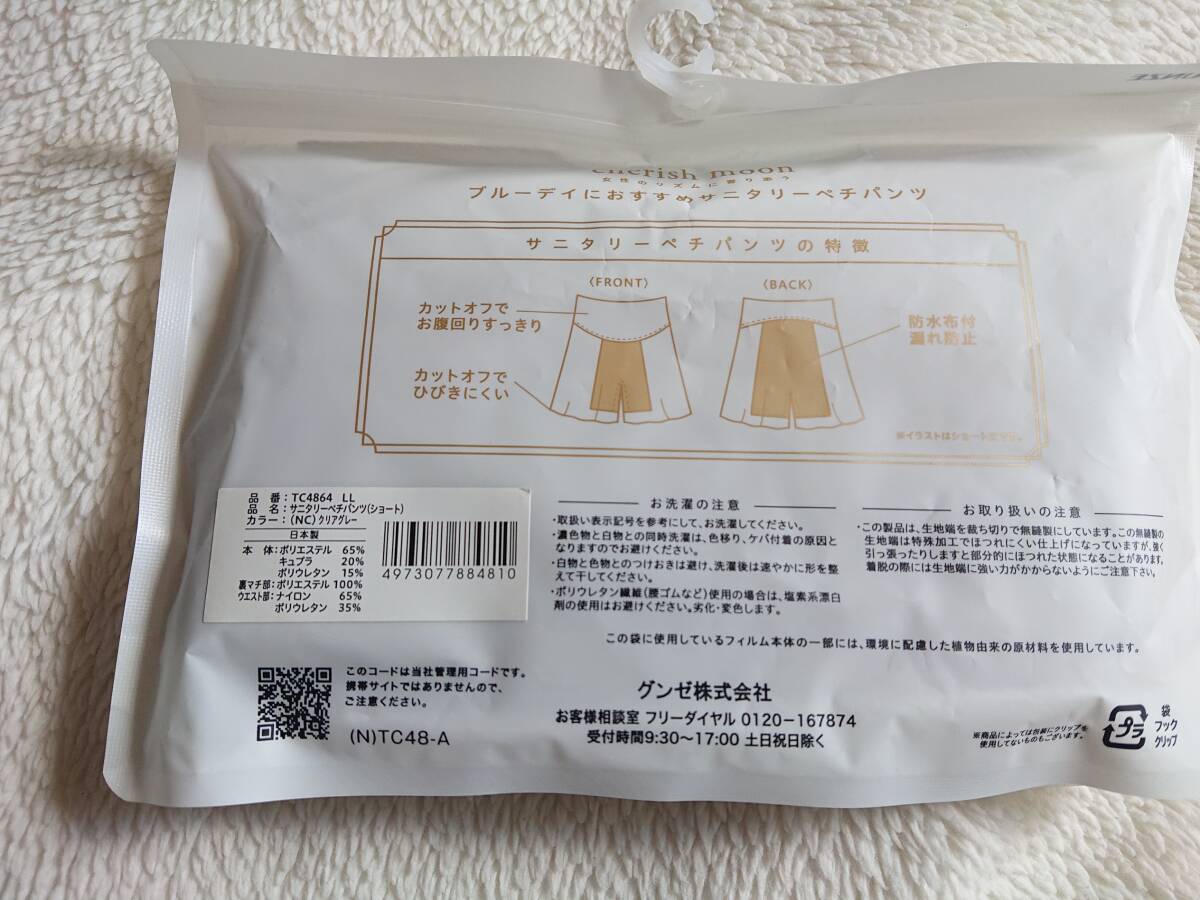 cherish moon
ブルーデイにおすすめサニタリーペチパンツ
サニタリーペチパンツの特徴
〈FRONT〉
〈BACK〉
カットオフで
お腹回りすっきり
カットオフで
ひびきにくい
防水布付
漏れ防止
品 番：TC4864 LL
品 名：サニタリーペチパンツ(ショート)
カラー：(NC)クリアグレー
日本製
本 体：ポリエステル 65%
キュプラ 20%
ポリウレタン 15%
裏マチ部：ポリエステル 100%
ウエスト部：ナイロン 65%
ポリウレタン 35%
4973077884810
お洗濯の注意
・取扱い表示記号を参考にして、お洗濯してください。
・濃色物と白物との同時洗濯は、色移り、ケバ付着の原因と
なりますのでお避けください。
・白物と色物とのつけおきは避け、洗濯後は速やかに形を整
えて干してください。
・ポリウレタン繊維(腰ゴムなど)使用の場合は、塩素系漂白
剤の使用はお避けください。劣化・変色します。
お取り扱いの注意
・この製品は、生地端を裁ち切りで無縫製にしています。この無縫製の
生地端は特殊加工でほつれにくい仕上げになっていますが、強く
引っ張ったりしますと部分的にほつれた状態になることがあります。
着脱の際には生地端に強い力がかからないようにご注意下さい。
この袋に使用しているフィルム本体の一部には、環境に配慮した植物由来の原材料を使用しています。
このコードは当社管理用コードです。
携帯サイトではありませんので、
ご注意ください。
(N)TC48-A
グンゼ株式会社
お客様相談室 フリーダイヤル 0120-167874
受付時間9:30～17:00 土日祝日除く
※商品によっては包装にクリップを
使用してないものもございます。
プラ
袋
フック
クリップ